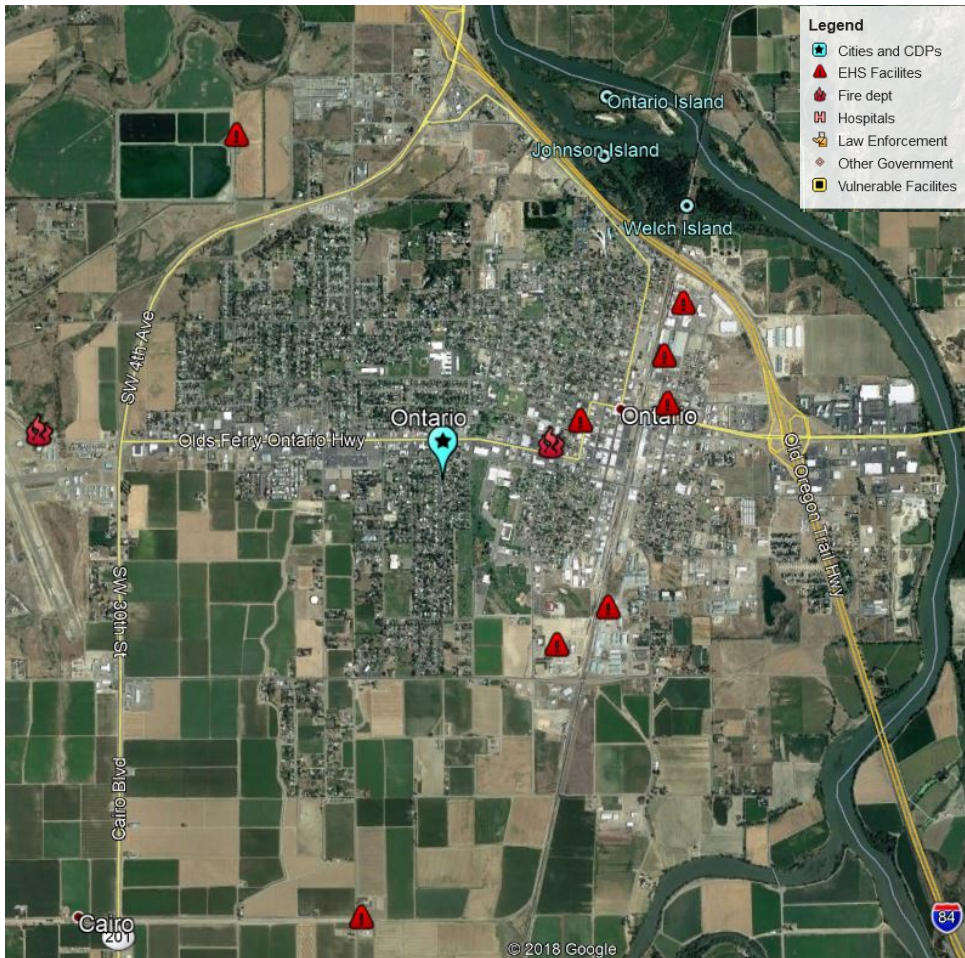 Legend
Cities and CDPs
EHS Facilites
Fire dept
Hospitals
Law Enforcement
Other Government
Vulnerable Facilites
Ontario Island
Johnson Island
Welch Island
SW 4th Ave
Ontario
Ontario
Olds Ferry-Ontario Hwy
Old Oregon Trail Hwy
SW 30th St
Cairo Blvd
Cairo
201
84
© 2018 Google